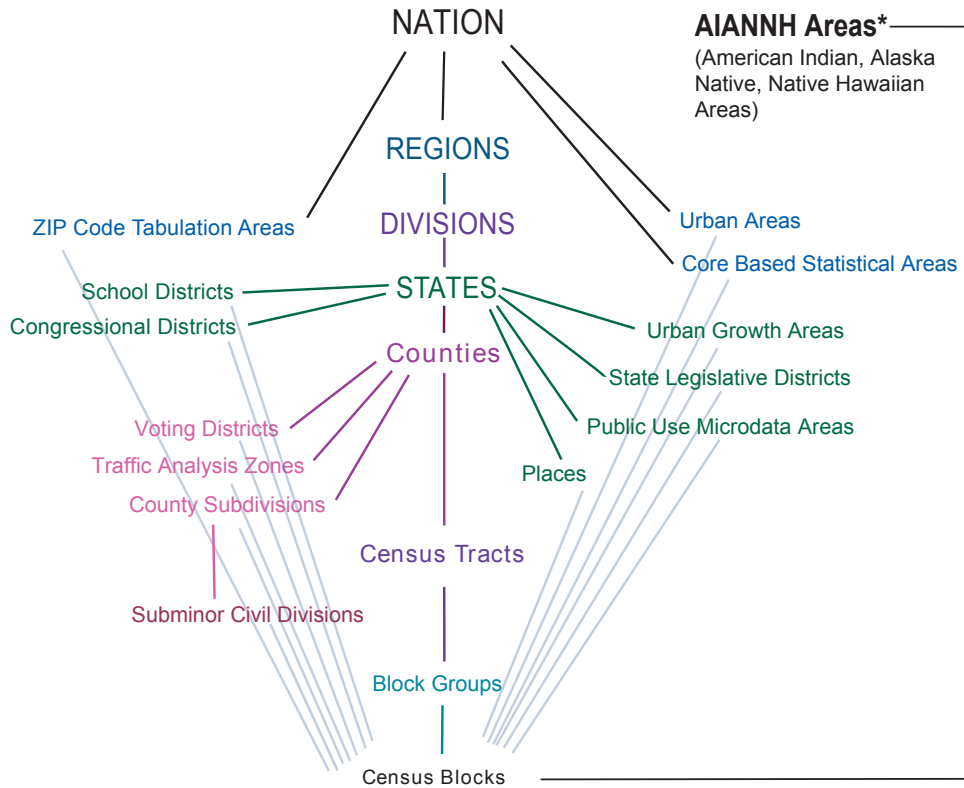 NATION
AIANNH Areas*
(American Indian, Alaska
Native, Native Hawaiian
Areas)
REGIONS
ZIP Code Tabulation Areas
DIVISIONS
Urban Areas
Core Based Statistical Areas
School Districts
STATES
Congressional Districts
Urban Growth Areas
Counties
State Legislative Districts
Voting Districts
Public Use Microdata Areas
Traffic Analysis Zones
Places
County Subdivisions
Census Tracts
Subminor Civil Divisions
Block Groups
Census Blocks